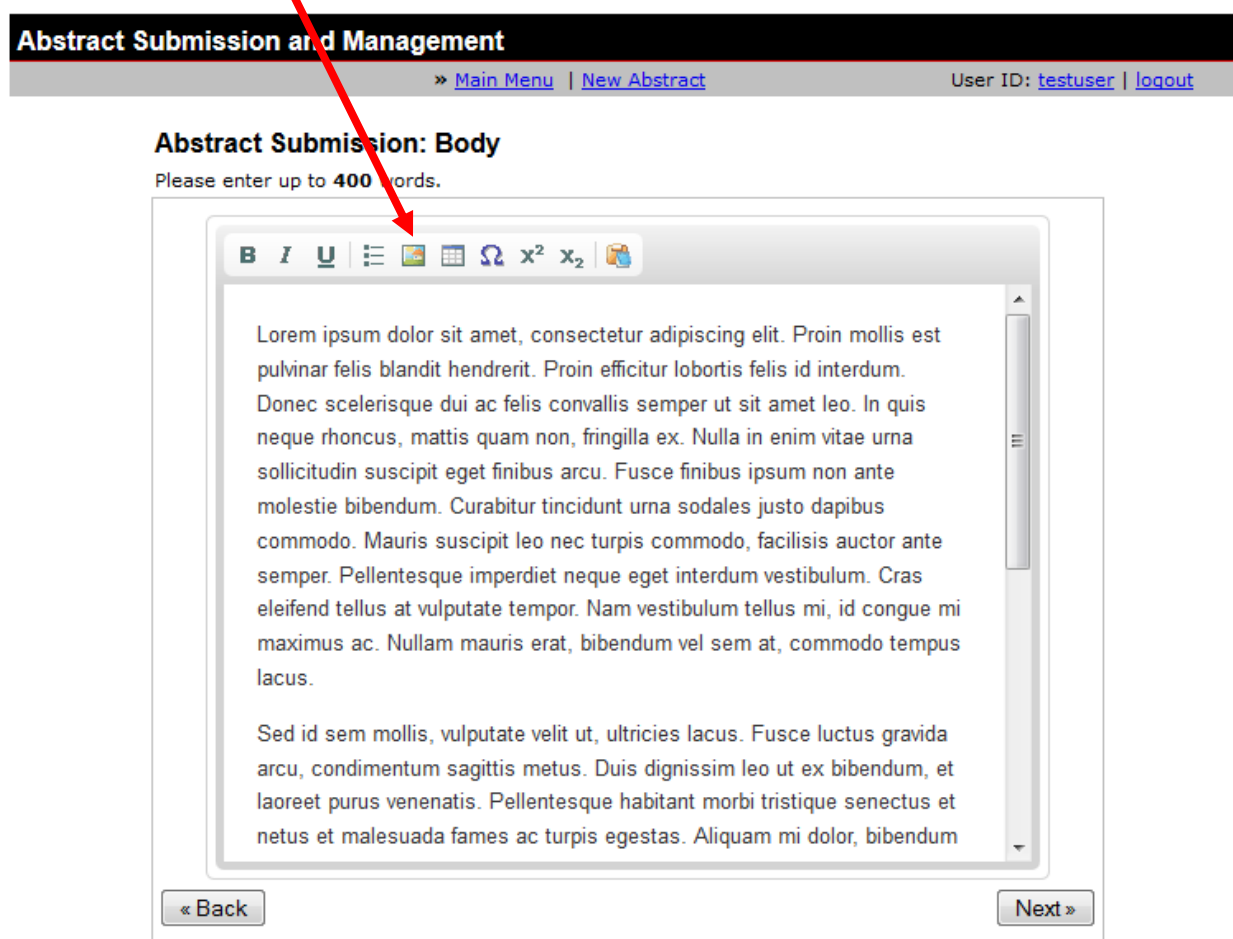 Abstract Submission and Management
» Main Menu | New Abstract User ID: testuser | logout
Abstract Submission: Body
Please enter up to 400 words.
B I U Ω x² x₂
Lorem ipsum dolor sit amet, consectetur adipiscing elit. Proin mollis est
pulvinar felis blandit hendrerit. Proin efficitur lobortis felis id interdum.
Donec scelerisque dui ac felis convallis semper ut sit amet leo. In quis
neque rhoncus, mattis quam non, fringilla ex. Nulla in enim vitae urna
sollicitudin suscipit eget finibus arcu. Fusce finibus ipsum non ante
molestie bibendum. Curabitur tincidunt urna sodales justo dapibus
commodo. Mauris suscipit leo nec turpis commodo, facilisis auctor ante
semper. Pellentesque imperdiet neque eget interdum vestibulum. Cras
eleifend tellus at vulputate tempor. Nam vestibulum tellus mi, id congue mi
maximus ac. Nullam mauris erat, bibendum vel sem at, commodo tempus
lacus.
Sed id sem mollis, vulputate velit ut, ultricies lacus. Fusce luctus gravida
arcu, condimentum sagittis metus. Duis dignissim leo ut ex bibendum, et
laoreet purus venenatis. Pellentesque habitant morbi tristique senectus et
netus et malesuada fames ac turpis egestas. Aliquam mi dolor, bibendum
« Back Next »